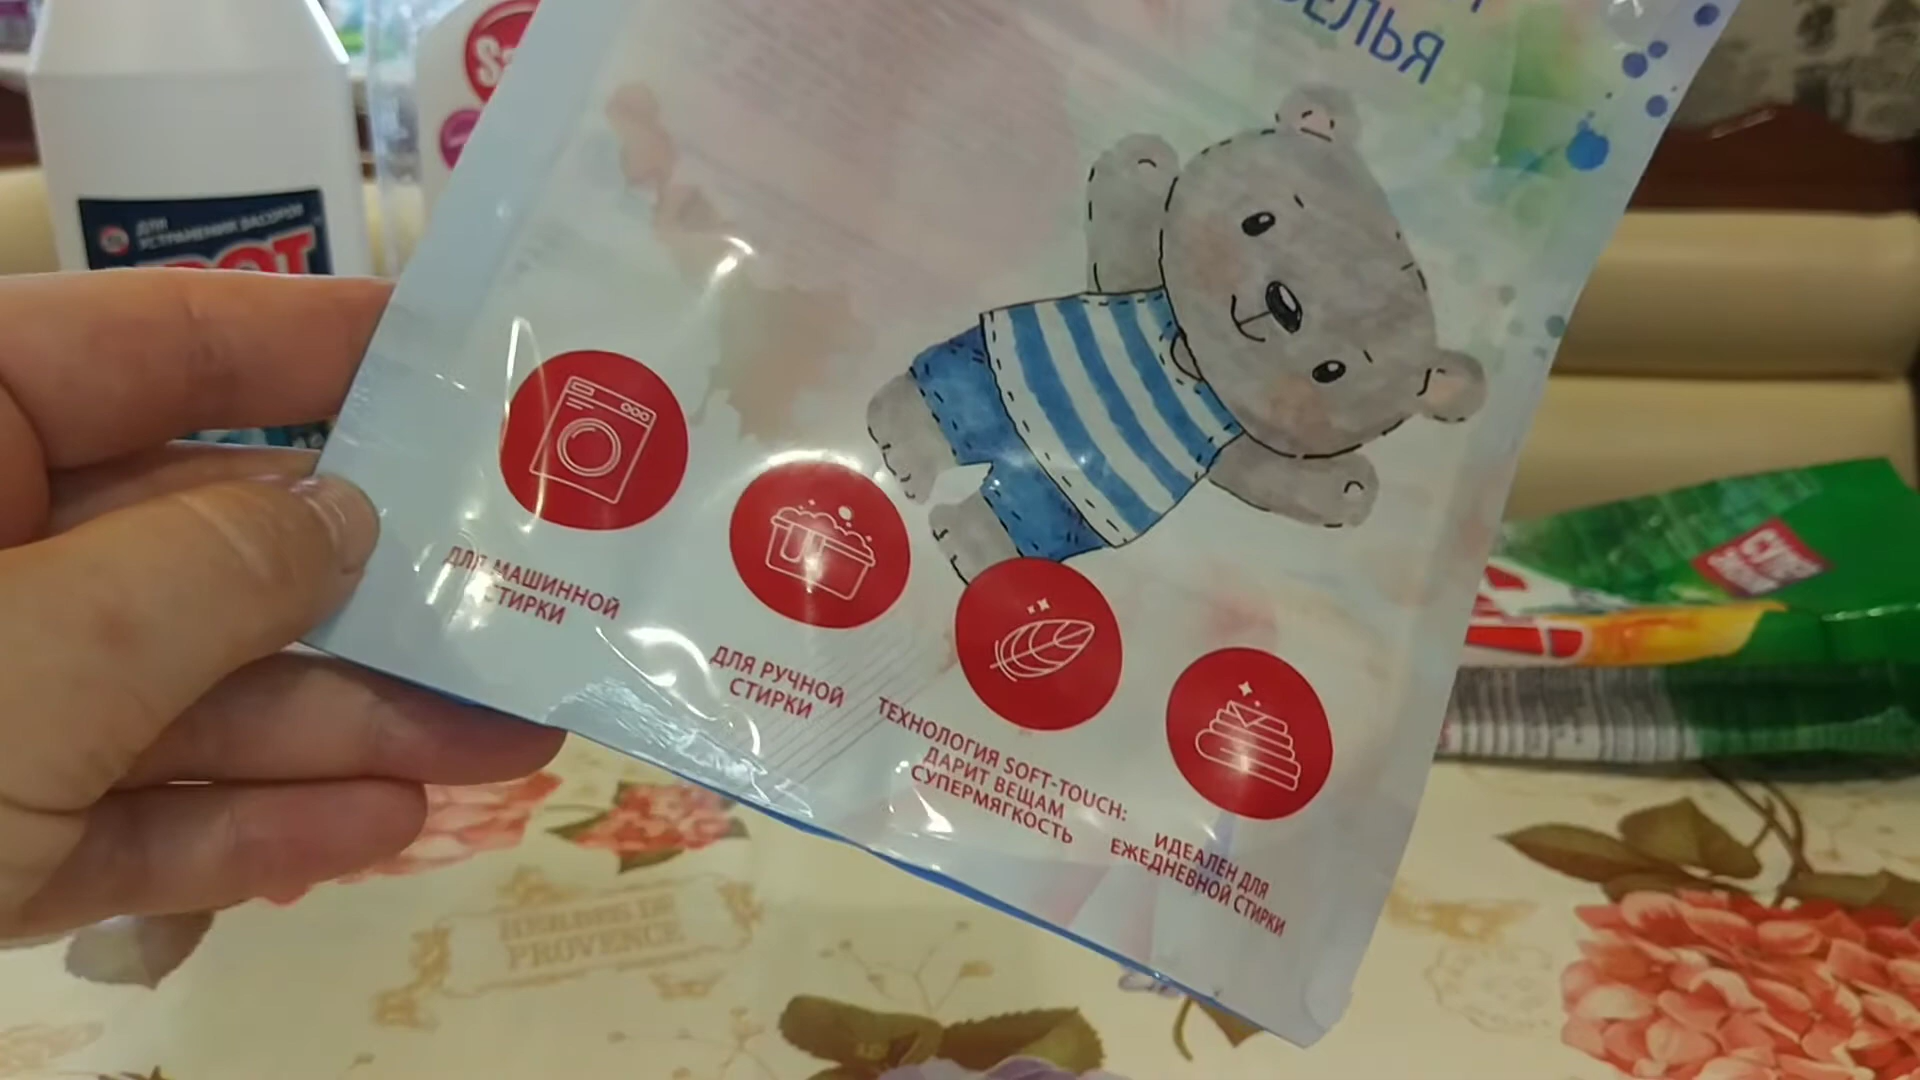 БЕЛЬЯ
ДЛЯ
УСТРАНЕНИЯ ЗАСОРОВ
ДЛЯ МАШИННОЙ
СТИРКИ
ДЛЯ РУЧНОЙ
СТИРКИ
ТЕХНОЛОГИЯ SOFT-TOUCH:
ДАРИТ ВЕЩАМ
СУПЕРМЯГКОСТЬ
ИДЕАЛЕН ДЛЯ
ЕЖЕДНЕВНОЙ СТИРКИ
СУПЕР
HERBES DE
PROVENCE